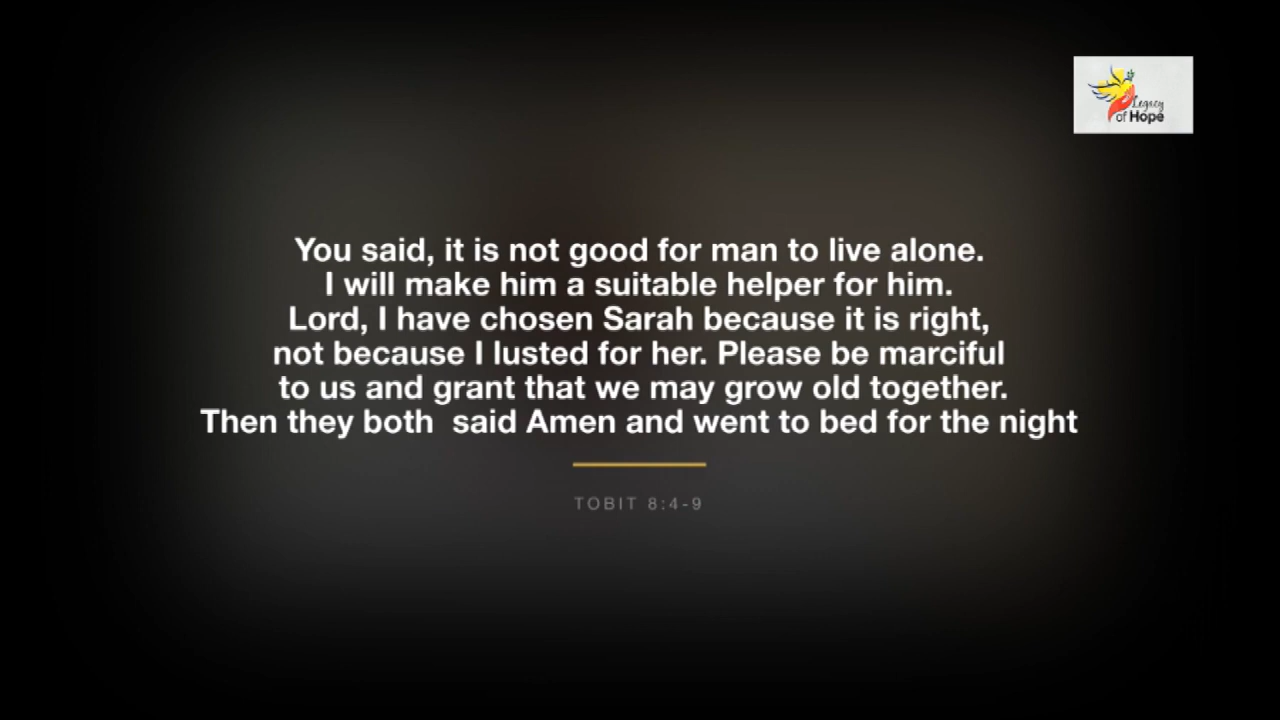 Legacy
of Hope
You said, it is not good for man to live alone.
I will make him a suitable helper for him.
Lord, I have chosen Sarah because it is right,
not because I lusted for her. Please be marciful
to us and grant that we may grow old together.
Then they both  said Amen and went to bed for the night
TOBIT 8:4-9